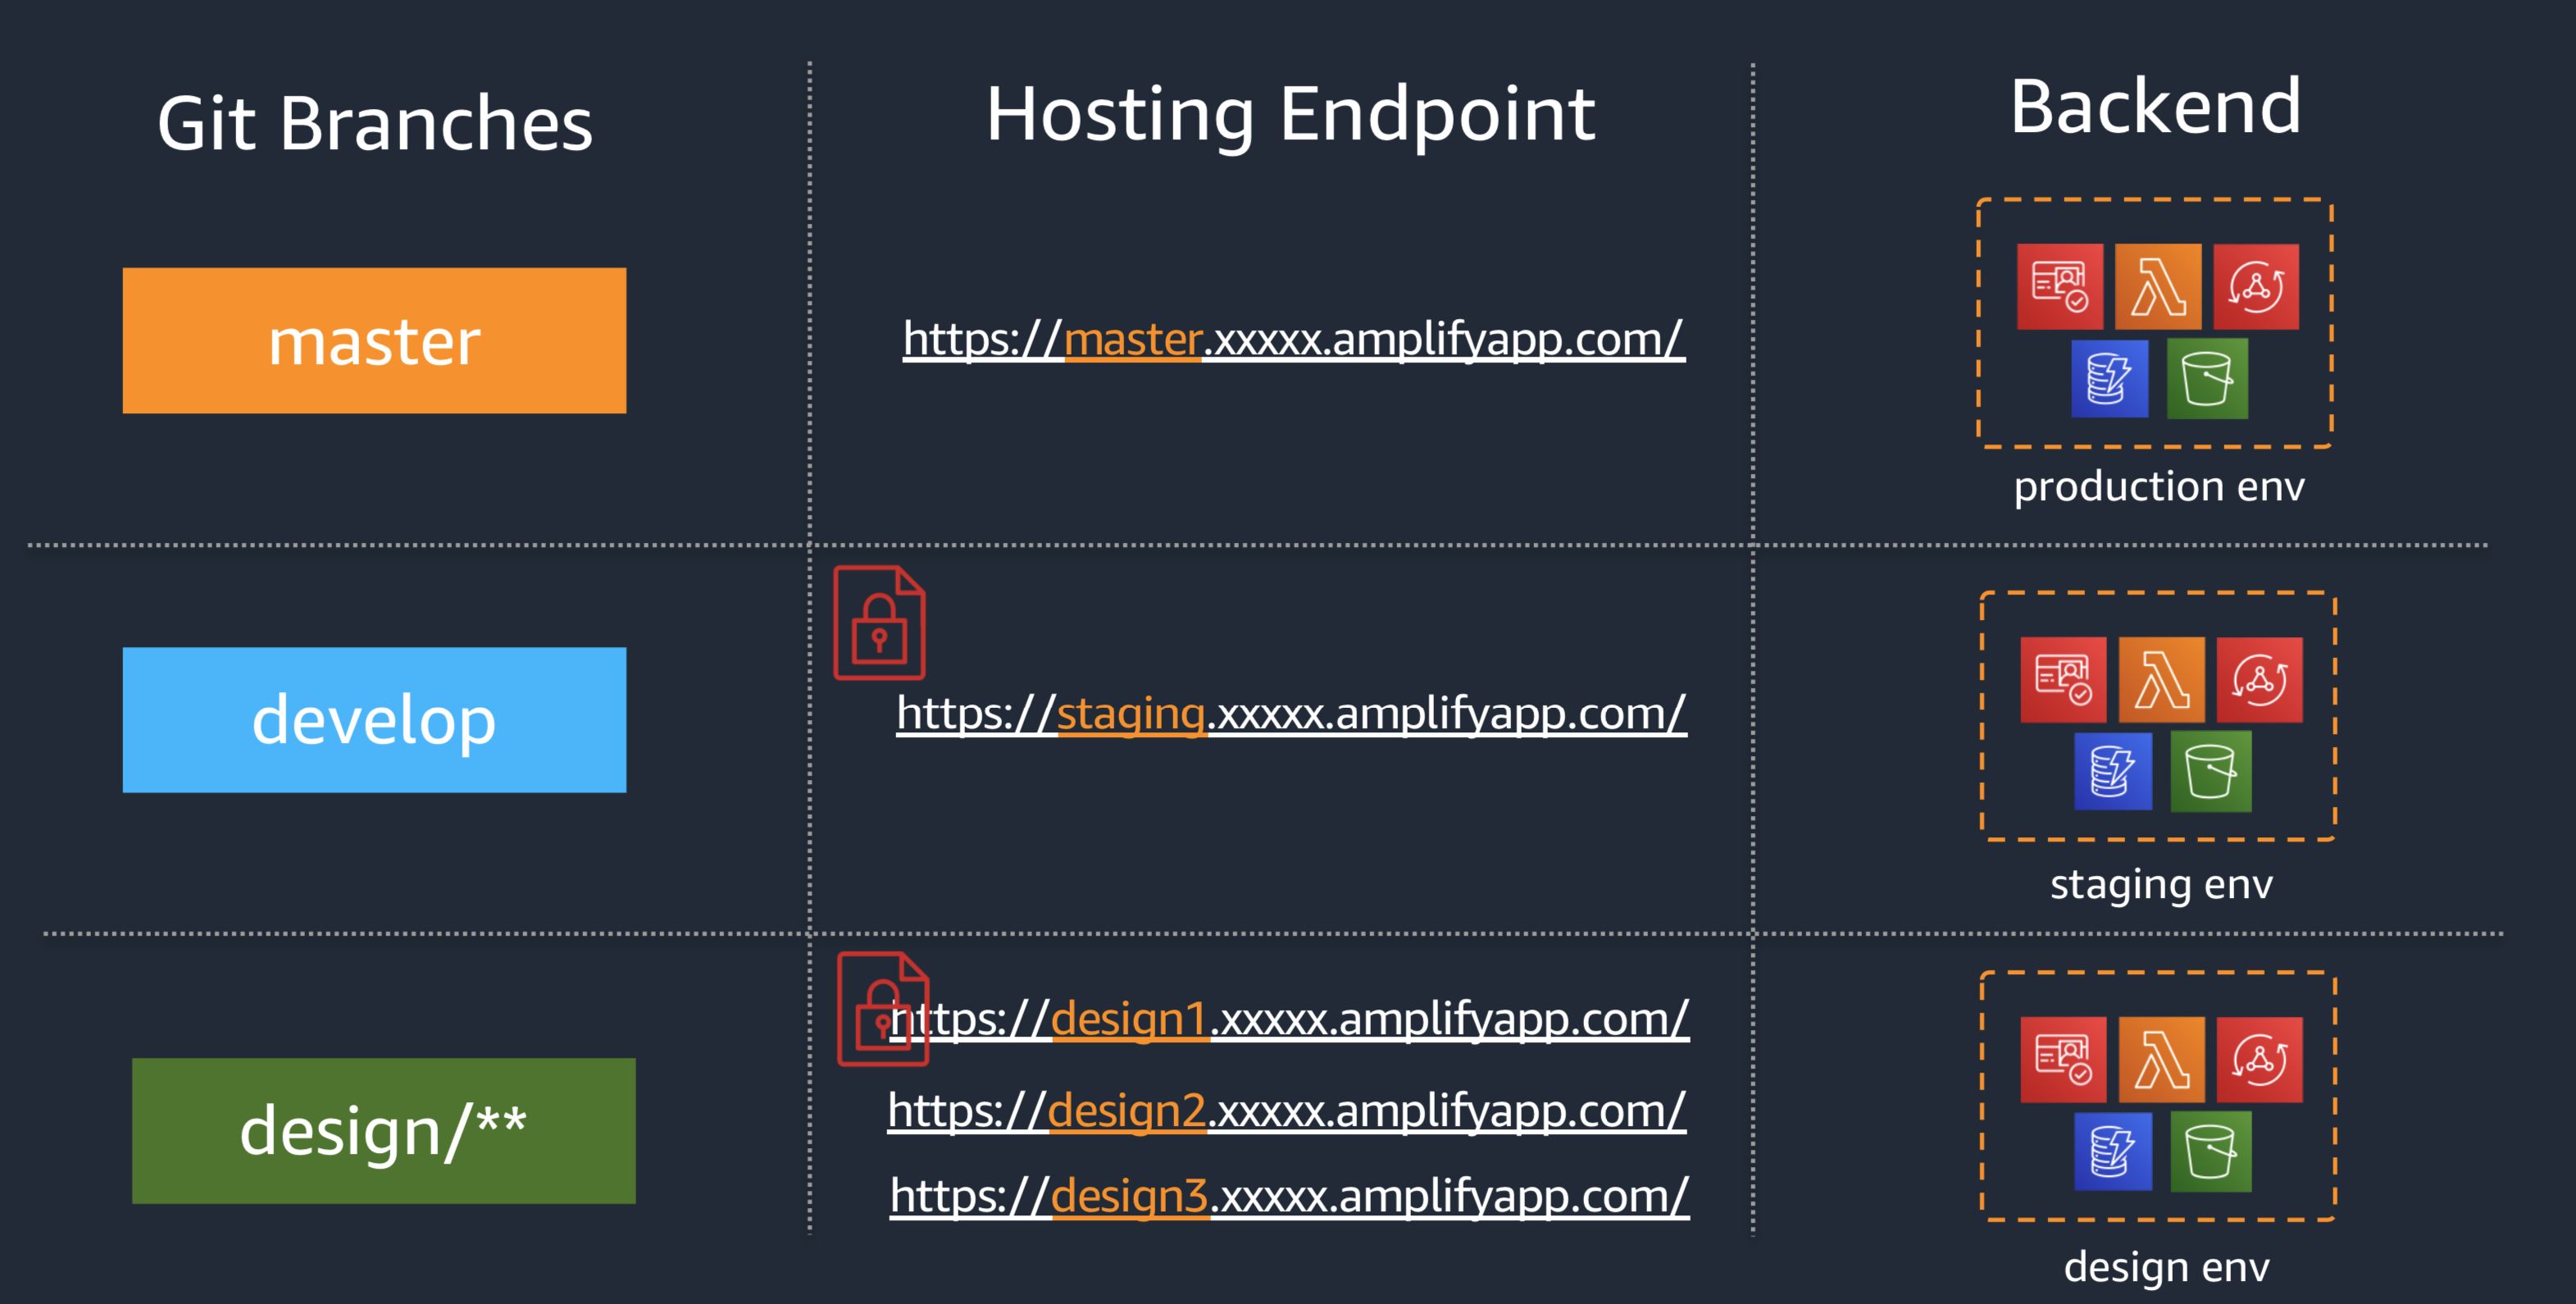 Git Branches
Hosting Endpoint
Backend
master
https://master.xxxxx.amplifyapp.com/
production env
develop
https://staging.xxxxx.amplifyapp.com/
staging env
design/**
https://design1.xxxxx.amplifyapp.com/
https://design2.xxxxx.amplifyapp.com/
https://design3.xxxxx.amplifyapp.com/
design env